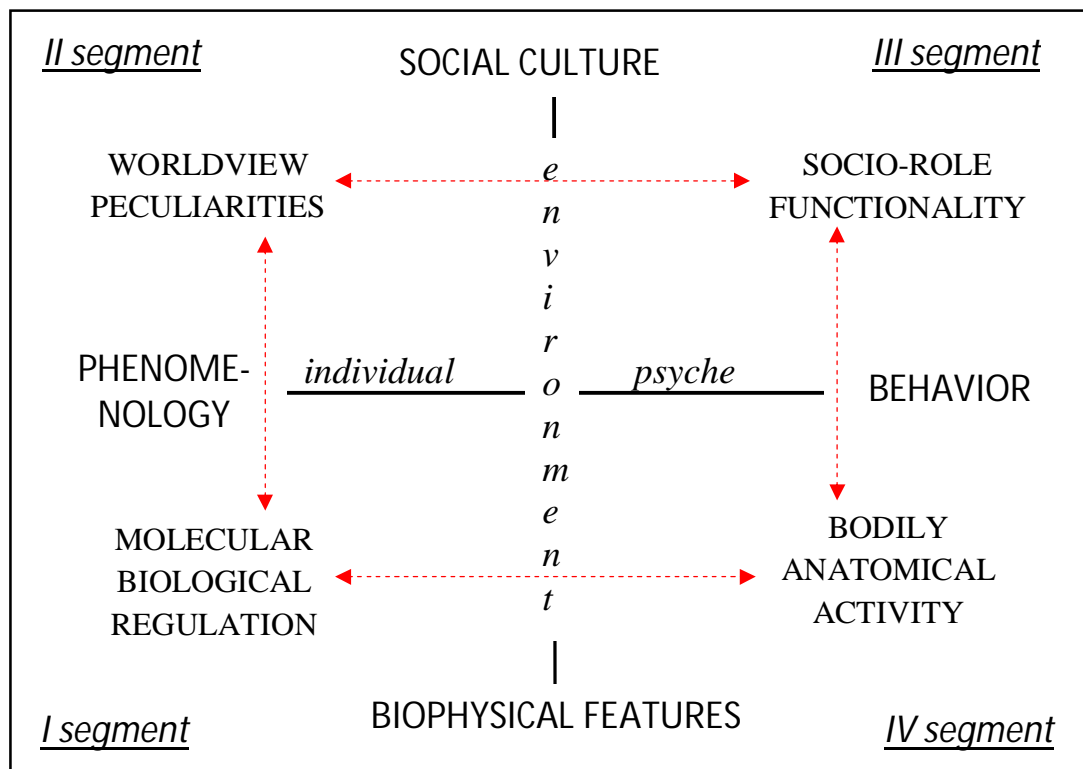 II segment
SOCIAL CULTURE
III segment
WORLDVIEW
PECULIARITIES
SOCIO-ROLE
FUNCTIONALITY
environment
PHENOME-
NOLOGY
individual
psyche
BEHAVIOR
MOLECULAR
BIOLOGICAL
REGULATION
BODILY
ANATOMICAL
ACTIVITY
I segment
BIOPHYSICAL FEATURES
IV segment